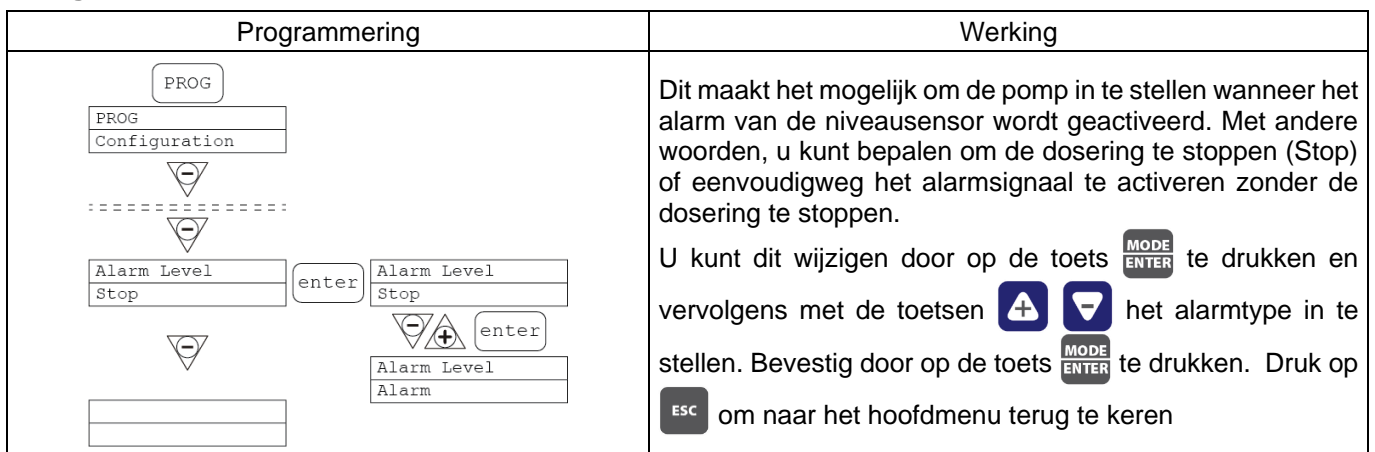 Programmering
Werking
PROG
PROG
Configuration
Alarm Level
Stop
enter
Alarm Level
Stop
enter
Alarm Level
Alarm
Dit maakt het mogelijk om de pomp in te stellen wanneer het
alarm van de niveausensor wordt geactiveerd. Met andere
woorden, u kunt bepalen om de dosering te stoppen (Stop)
of eenvoudigweg het alarmsignaal te activeren zonder de
dosering te stoppen.
U kunt dit wijzigen door op de toets MODE ENTER te drukken en
vervolgens met de toetsen + - het alarmtype in te
stellen. Bevestig door op de toets MODE ENTER te drukken. Druk op
ESC om naar het hoofdmenu terug te keren